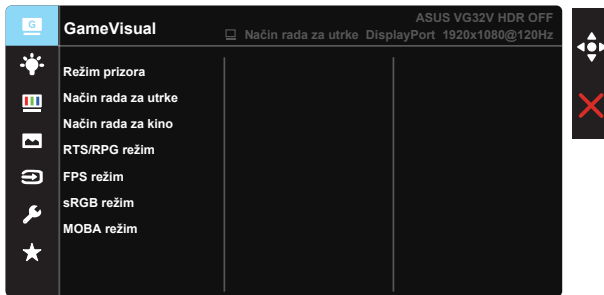 G
GameVisual
ASUS VG32V HDR OFF
Način rada za utrke DisplayPort 1920x1080@120Hz
Režim prizora
Način rada za utrke
Način rada za kino
RTS/RPG režim
FPS režim
sRGB režim
MOBA režim